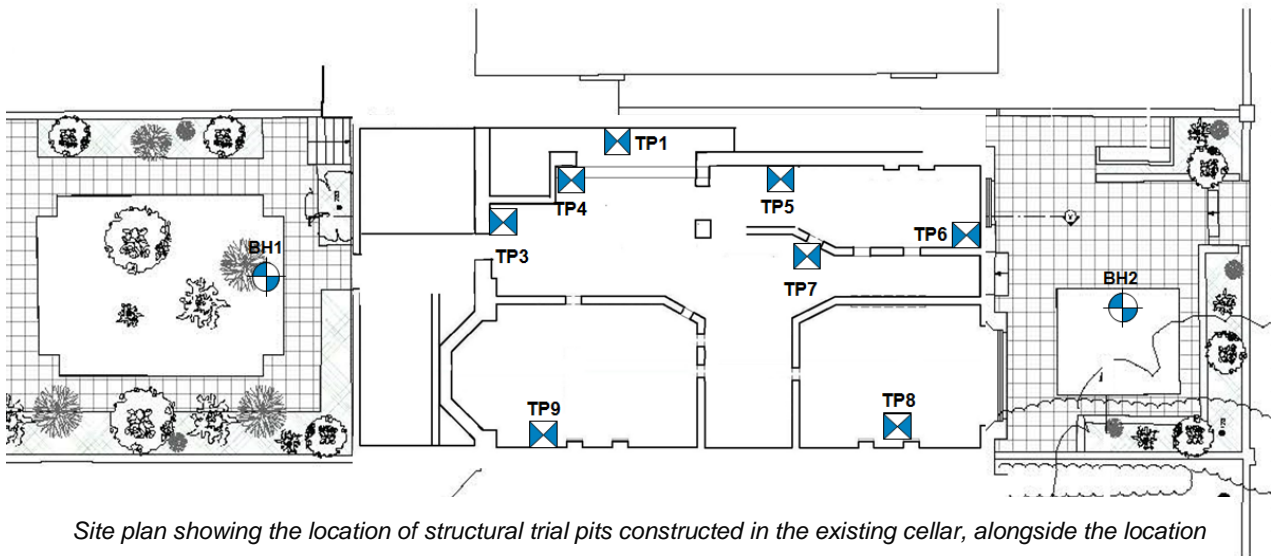 TP1
TP4
TP5
TP3
TP6
BH1
TP7
BH2
TP8
TP9
Site plan showing the location of structural trial pits constructed in the existing cellar, alongside the location